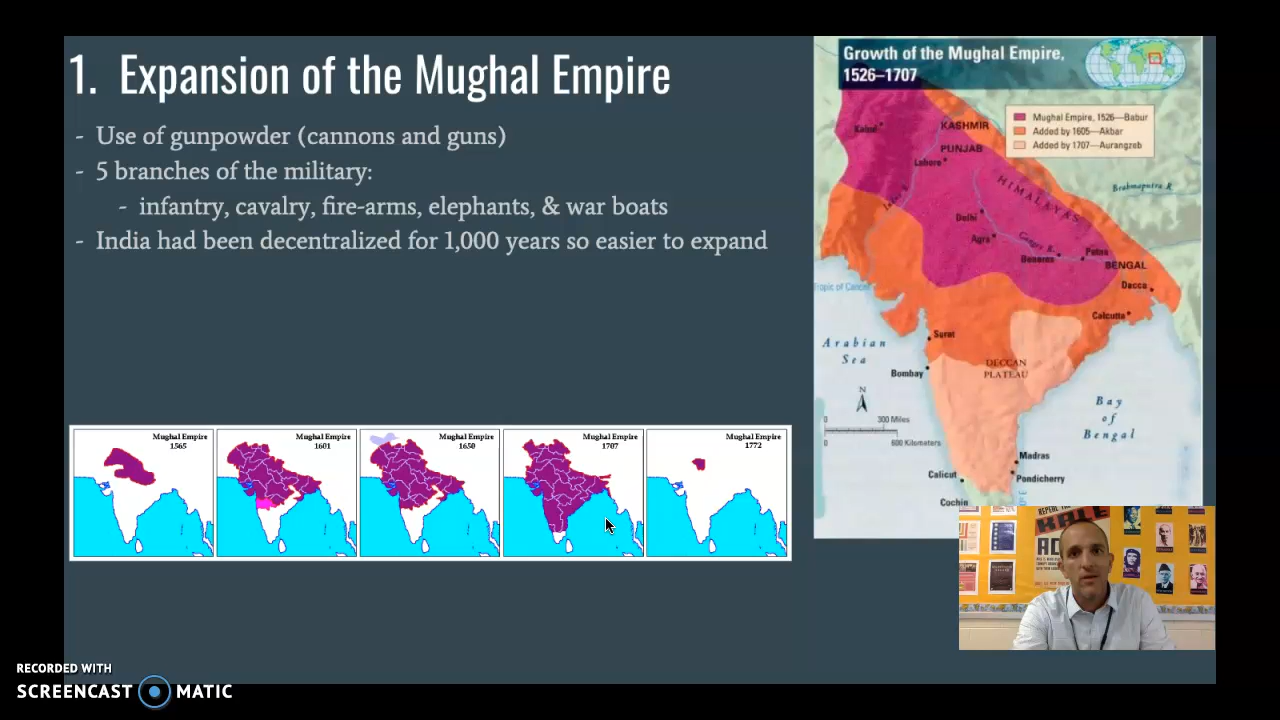 1. Expansion of the Mughal Empire
- Use of gunpowder (cannons and guns)
- 5 branches of the military:
- infantry, cavalry, fire-arms, elephants, & war boats
- India had been decentralized for 1,000 years so easier to expand
Growth of the Mughal Empire,
1526–1707
Mughal Empire, 1526—Babur
Added by 1605—Akbar
Added by 1707—Aurangzeb
Kabul
KASHMIR
PUNJAB
Lahore
HIMALAYAS
Brahmaputra R.
Indus R.
Delhi
Agra
Ganges R.
Benares
Patna
BENGAL
Dacca
Tropic of Cancer
Calcutta
Surat
Arabian
Sea
DECCAN
PLATEAU
Bombay
N
0 300 Miles
0 600 Kilometers
Bay
of
Bengal
Madras
Calicut
Pondicherry
Cochin
Mughal Empire
1565
Mughal Empire
1601
Mughal Empire
1650
Mughal Empire
1707
Mughal Empire
1772
REPEAL THE
RECORDED WITH
SCREENCAST MATIC